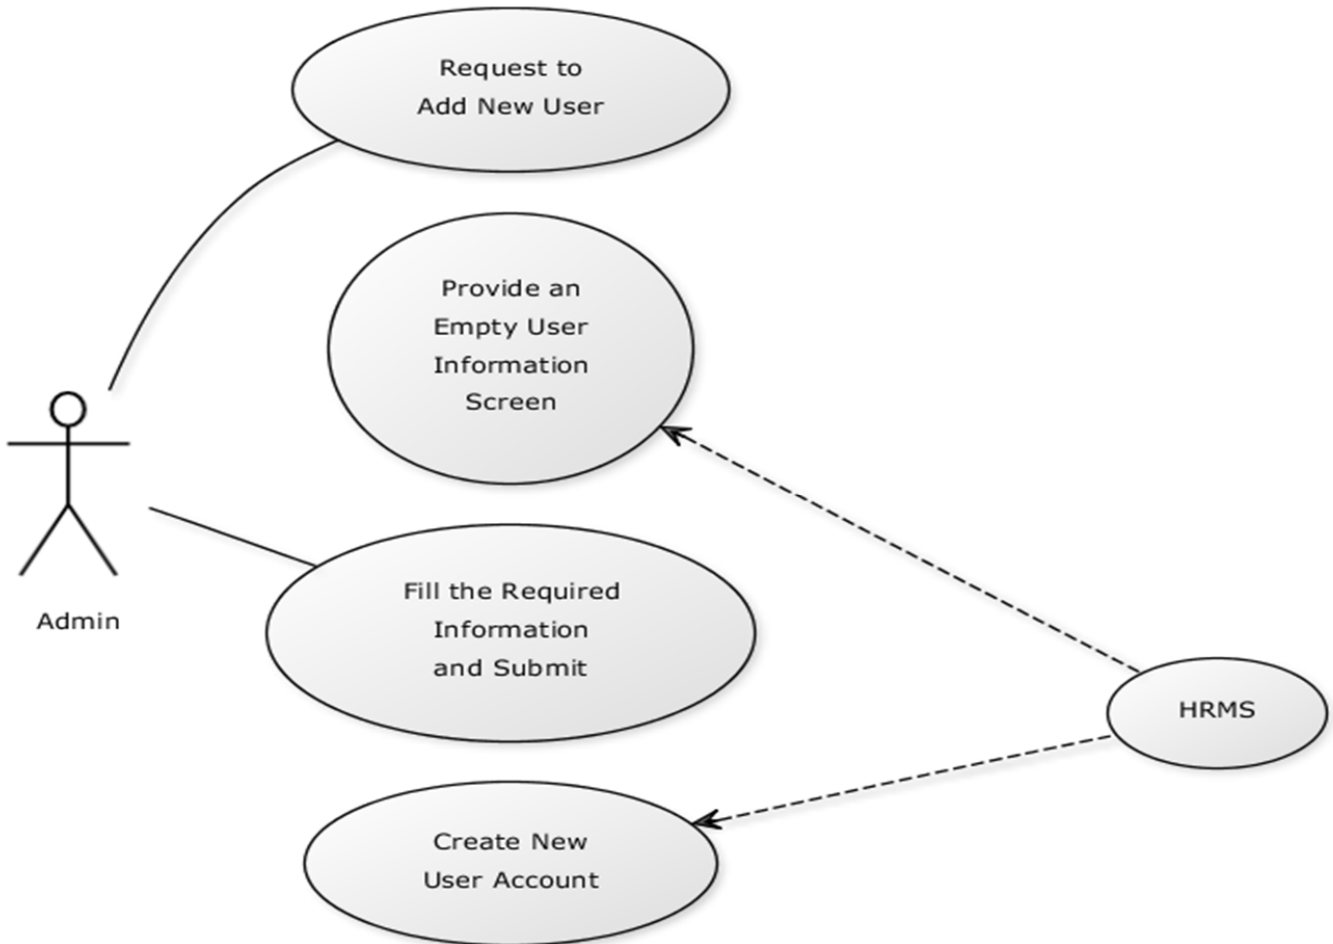 Request to
Add New User
Provide an
Empty User
Information
Screen
Admin
Fill the Required
Information
and Submit
HRMS
Create New
User Account